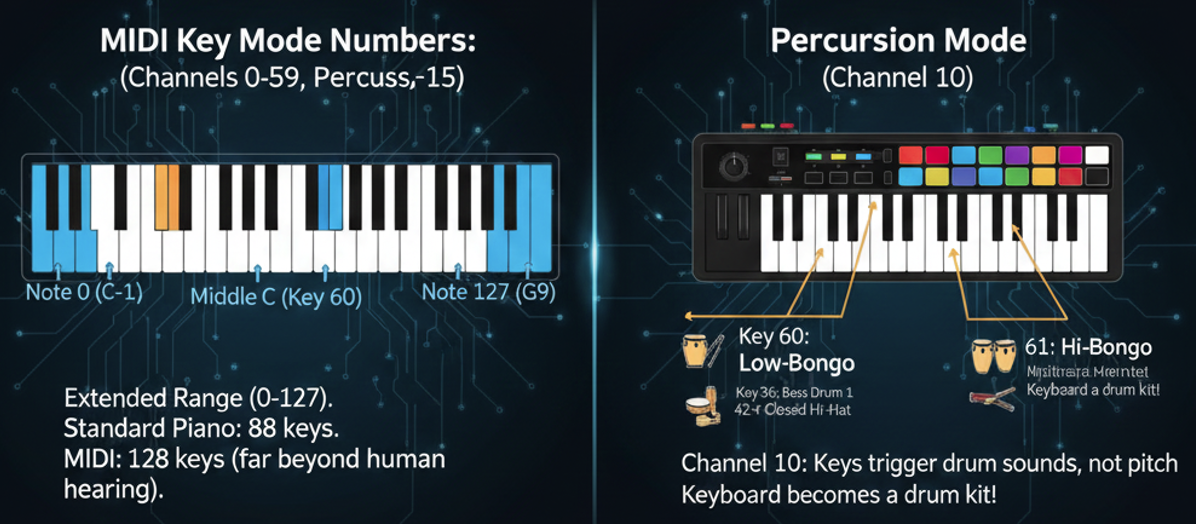 MIDI Key Mode Numbers:
(Channels 0-59, Percuss,-15)
Note 0 (C-1)
Middle C (Key 60)
Note 127 (G9)
Extended Range (0-127).
Standard Piano: 88 keys.
MIDI: 128 keys (far beyond human
hearing).
Percursion Mode
(Channel 10)
Key 60:
Low-Bongo
Key 36; Bess Drum 1
Closed Hi-Hat
61: Hi-Bongo
Keyboard a drum kit!
Channel 10: Keys trigger drum sounds, not pitch
Keyboard becomes a drum kit!